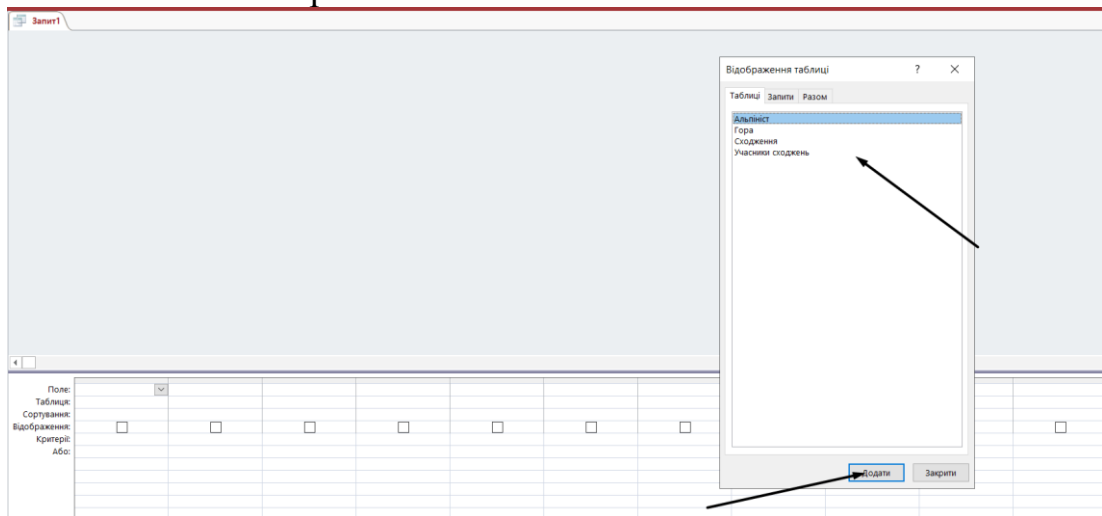 Запит1
Відображення таблиці ? ×
Таблиці Запити Разом
Альпініст
Гора
Сходження
Учасники сходжень
Поле:
Таблиця:
Сортування:
Відображення:
Критерії:
Або:
Додати Закрити